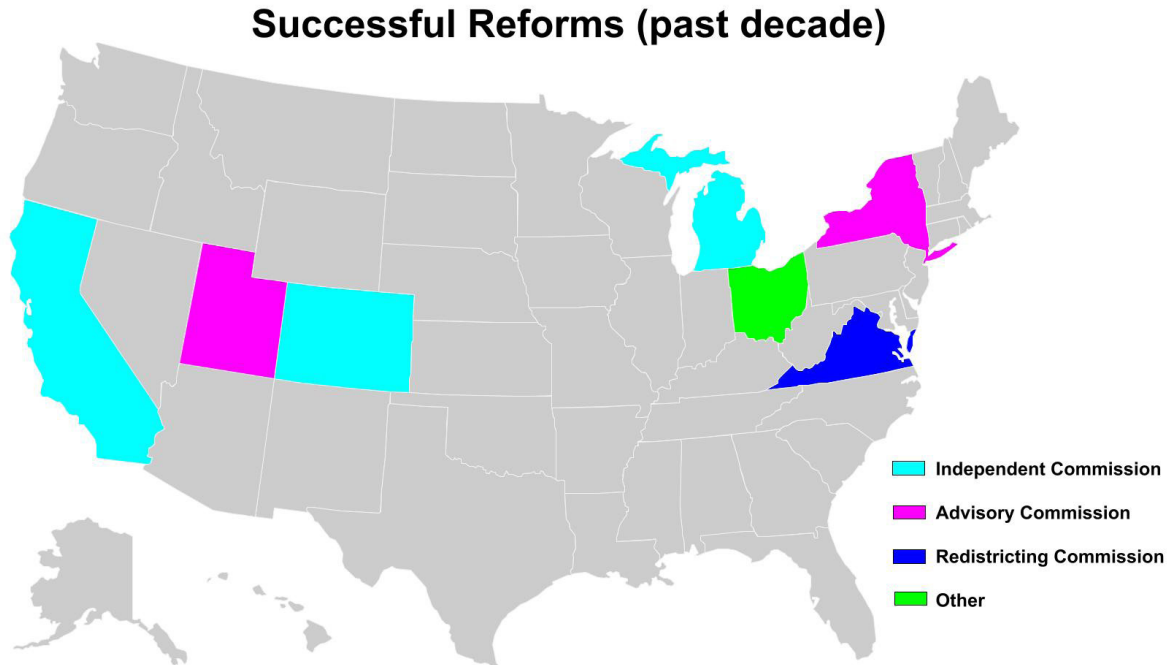 Successful Reforms (past decade)
Independent Commission
Advisory Commission
Redistricting Commission
Other